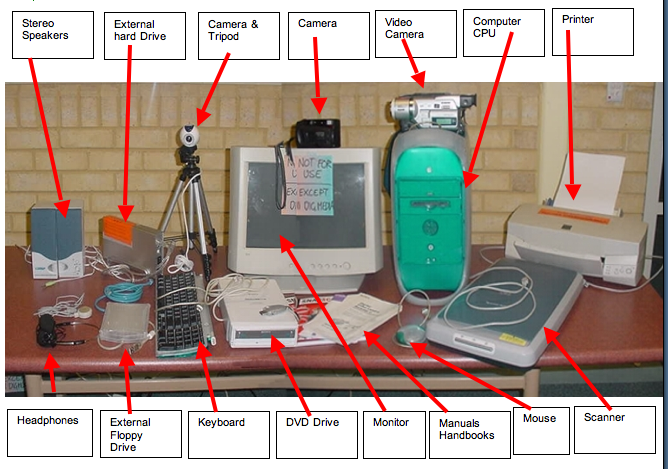 Stereo
Speakers
External
hard Drive
Camera &
Tripod
Camera
Video
Camera
Computer
CPU
Printer
NOT FOR
USE
EXCEPT
Headphones
External
Floppy
Drive
Keyboard
DVD Drive
Monitor
Manuals
Handbooks
Mouse
Scanner